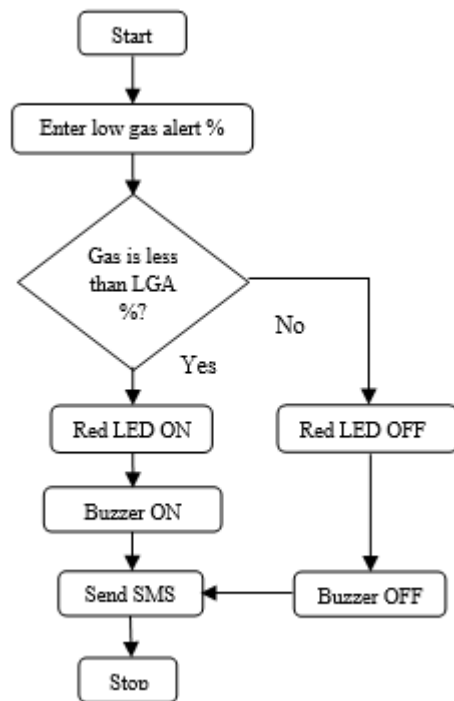 Start
Enter low gas alert %
Gas is less
than LGA
%?
No
Yes
Red LED ON
Red LED OFF
Buzzer ON
Send SMS
Buzzer OFF
Stop